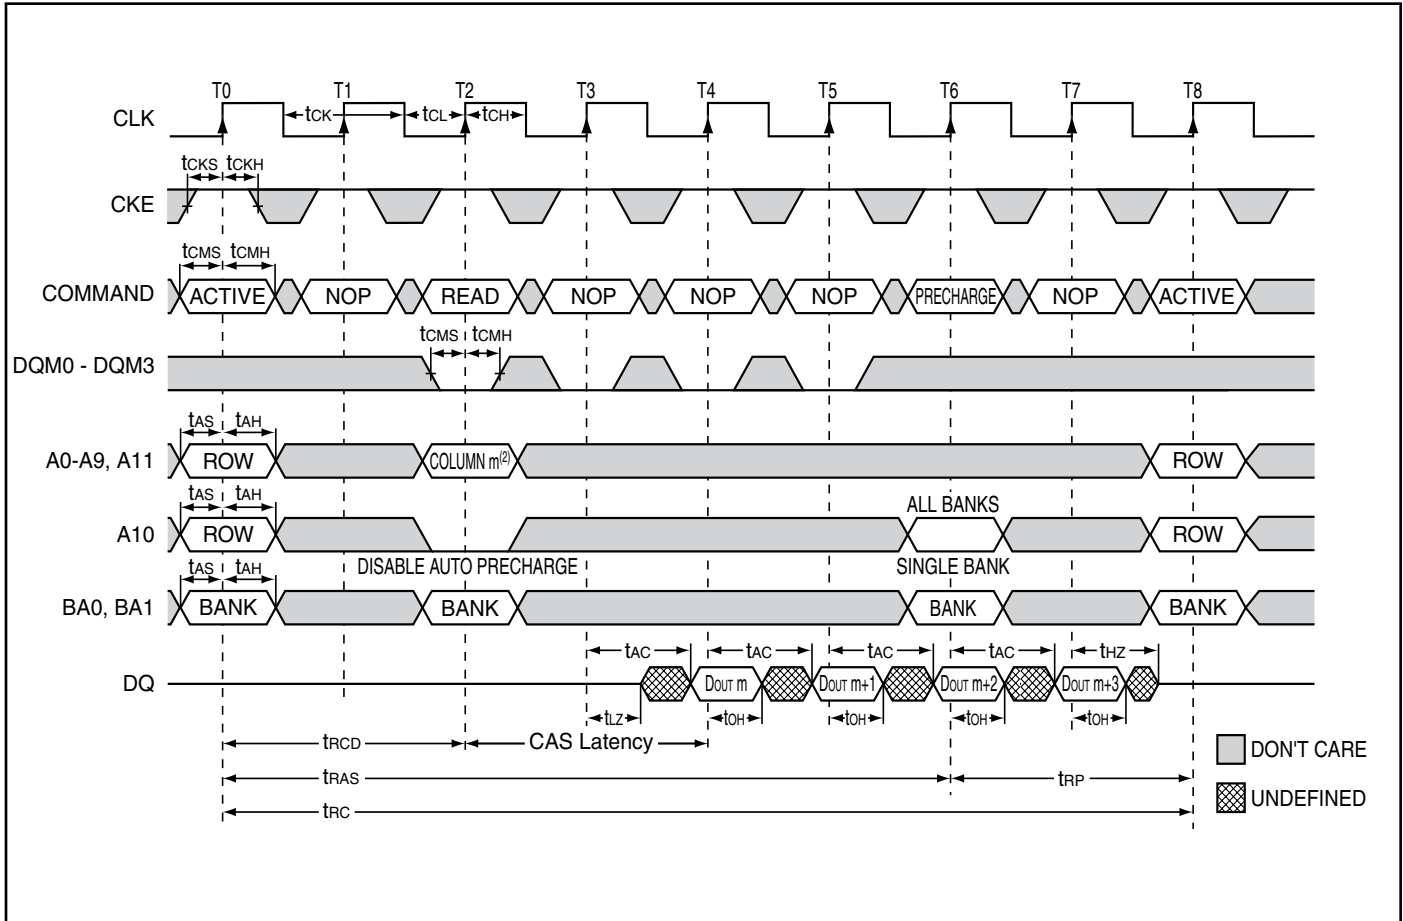 T0 T1 T2 T3 T4 T5 T6 T7 T8
CLK tCK tCL tCH
tCKS tCKH
CKE
tCMS tCMH
COMMAND ACTIVE NOP READ NOP NOP NOP PRECHARGE NOP ACTIVE
tCMS tCMH
DQM0 - DQM3
tAS tAH
A0-A9, A11 ROW COLUMN m(2) ROW
tAS tAH ALL BANKS
A10 ROW ROW
DISABLE AUTO PRECHARGE SINGLE BANK
tAS tAH
BA0, BA1 BANK BANK BANK BANK
tAC tAC tAC tAC tHZ
DQ DOUT m DOUT m+1 DOUT m+2 DOUT m+3
tLZ tOH tOH tOH tOH
tRCD CAS Latency
DON'T CARE
tRAS tRP
UNDEFINED
tRC